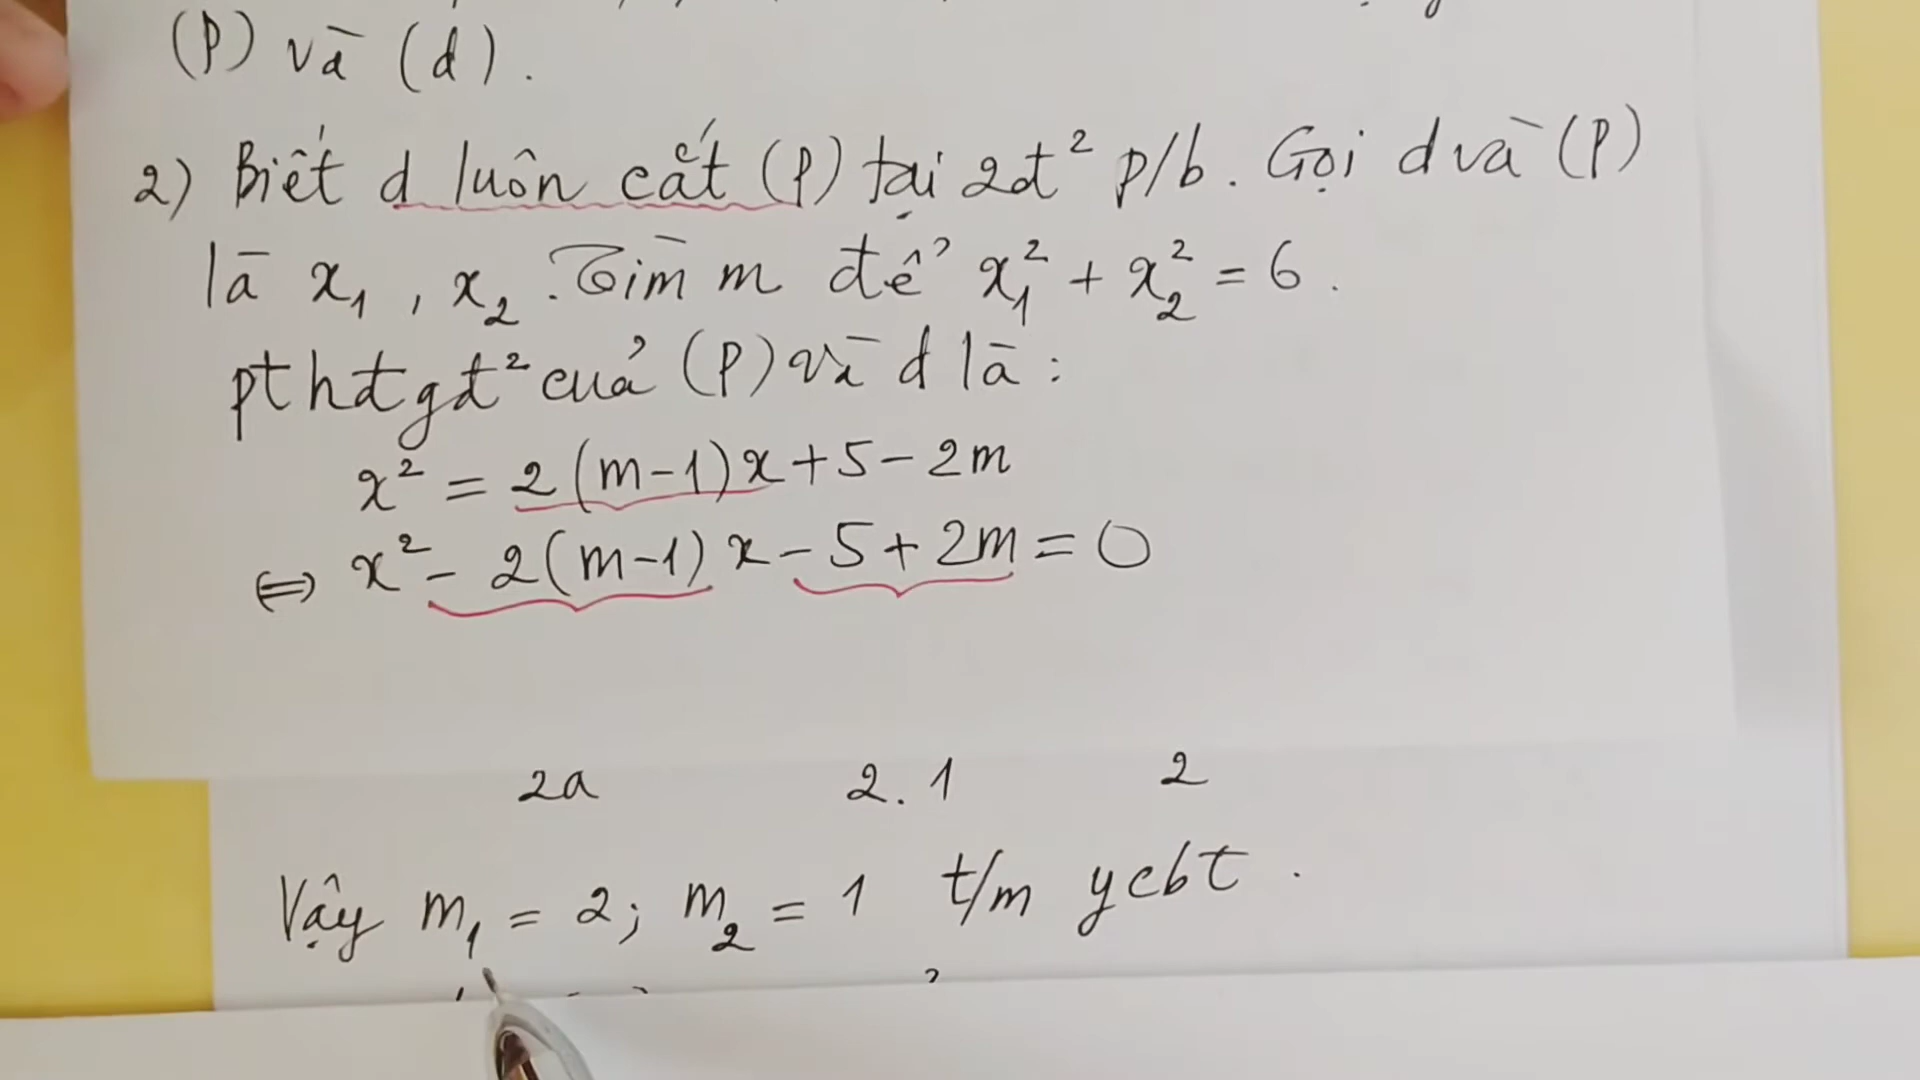 (P) và (d).
2) Biết d luôn cắt (P) tại 2đ² p/b. Gọi d và (P)
là x₁, x₂. Tìm m để x₁² + x₂² = 6.
pt hđgđ² của (P) và d là:
x² = 2(m-1)x+5-2m
⇔ x² - 2(m-1)x - 5 + 2m = 0
2a 2.1 2
Vậy m₁ = 2; m₂ = 1 t/m ycbt.